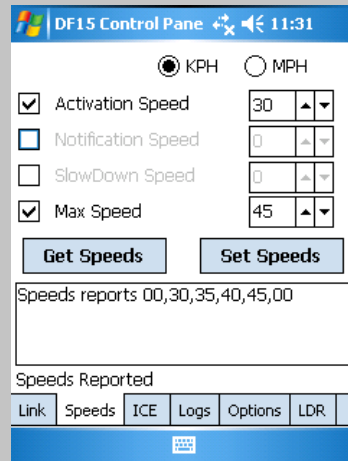 DF15 Control Pane 11:31
KPH MPH
Activation Speed 30
Notification Speed 0
SlowDown Speed 0
Max Speed 45
Get Speeds Set Speeds
Speeds reports 00,30,35,40,45,00
Speeds Reported
Link Speeds ICE Logs Options LDR